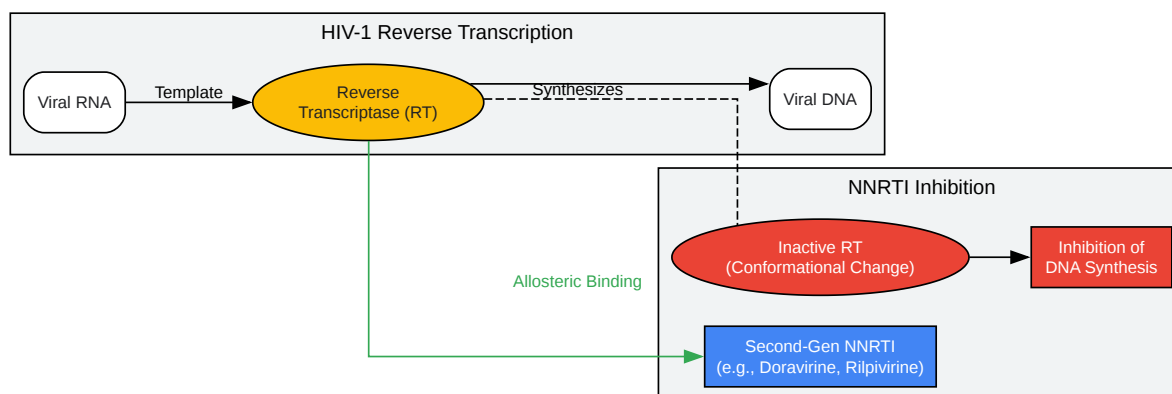 HIV-1 Reverse Transcription
Viral RNA
Template
Reverse
Transcriptase (RT)
Synthesizes
Viral DNA
NNRTI Inhibition
Inactive RT
(Conformational Change)
Inhibition of
DNA Synthesis
Allosteric Binding
Second-Gen NNRTI
(e.g., Doravirine, Rilpivirine)